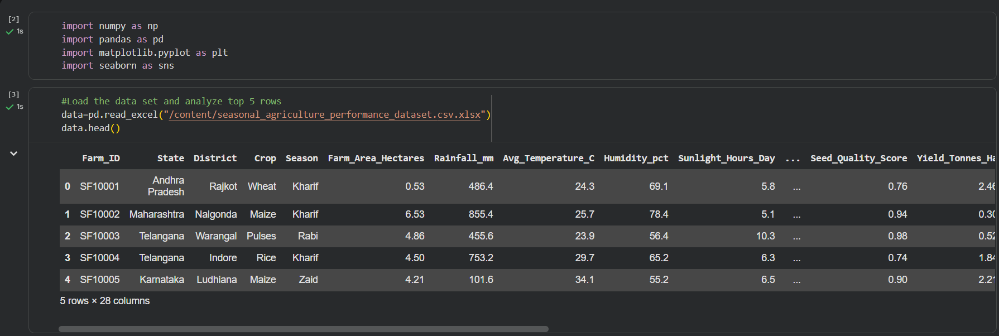 [2]
1s
import numpy as np
import pandas as pd
import matplotlib.pyplot as plt
import seaborn as sns
[3]
1s
#Load the data set and analyze top 5 rows
data=pd.read_excel("/content/seasonal_agriculture_performance_dataset.csv.xlsx")
data.head()
Farm_ID State District Crop Season Farm_Area_Hectares Rainfall_mm Avg_Temperature_C Humidity_pct Sunlight_Hours_Day ... Seed_Quality_Score Yield_Tonnes_Ha
0 SF10001 Andhra Pradesh Rajkot Wheat Kharif 0.53 486.4 24.3 69.1 5.8 ... 0.76 2.46
1 SF10002 Maharashtra Nalgonda Maize Kharif 6.53 855.4 25.7 78.4 5.1 ... 0.94 0.30
2 SF10003 Telangana Warangal Pulses Rabi 4.86 455.6 23.9 56.4 10.3 ... 0.98 0.52
3 SF10004 Telangana Indore Rice Kharif 4.50 753.2 29.7 65.2 6.3 ... 0.74 1.84
4 SF10005 Karnataka Ludhiana Maize Zaid 4.21 101.6 34.1 55.2 6.5 ... 0.90 2.21
5 rows × 28 columns